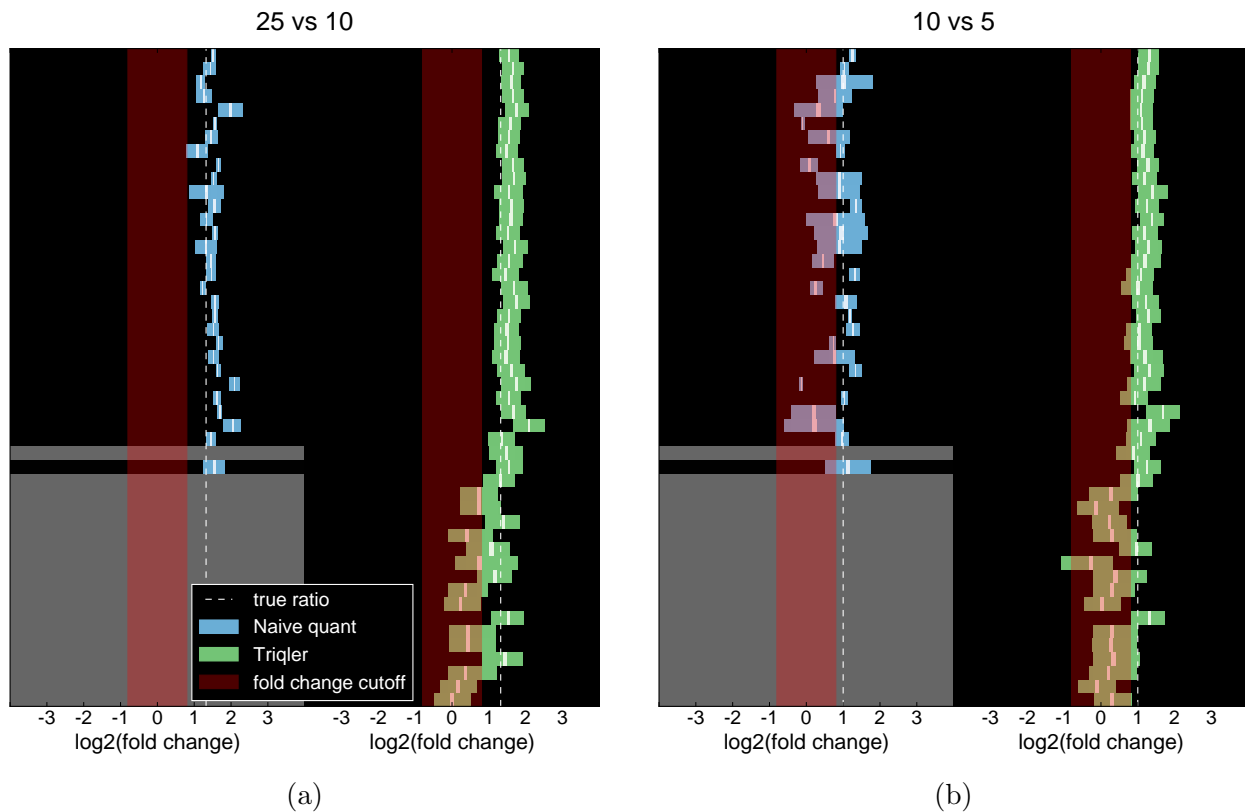 25 vs 10
10 vs 5
true ratio
Naive quant
Triqler
fold change cutoff
-3 -2 -1 0 1 2 3
-3 -2 -1 0 1 2 3
-3 -2 -1 0 1 2 3
-3 -2 -1 0 1 2 3
log2(fold change)
log2(fold change)
log2(fold change)
log2(fold change)
(a)
(b)